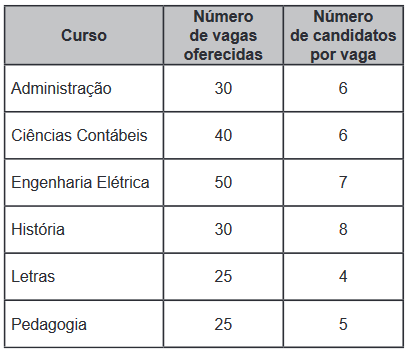 Curso
Número
de vagas
oferecidas
Número
de candidatos
por vaga
Administração 30 6
Ciências Contábeis 40 6
Engenharia Elétrica 50 7
História 30 8
Letras 25 4
Pedagogia 25 5